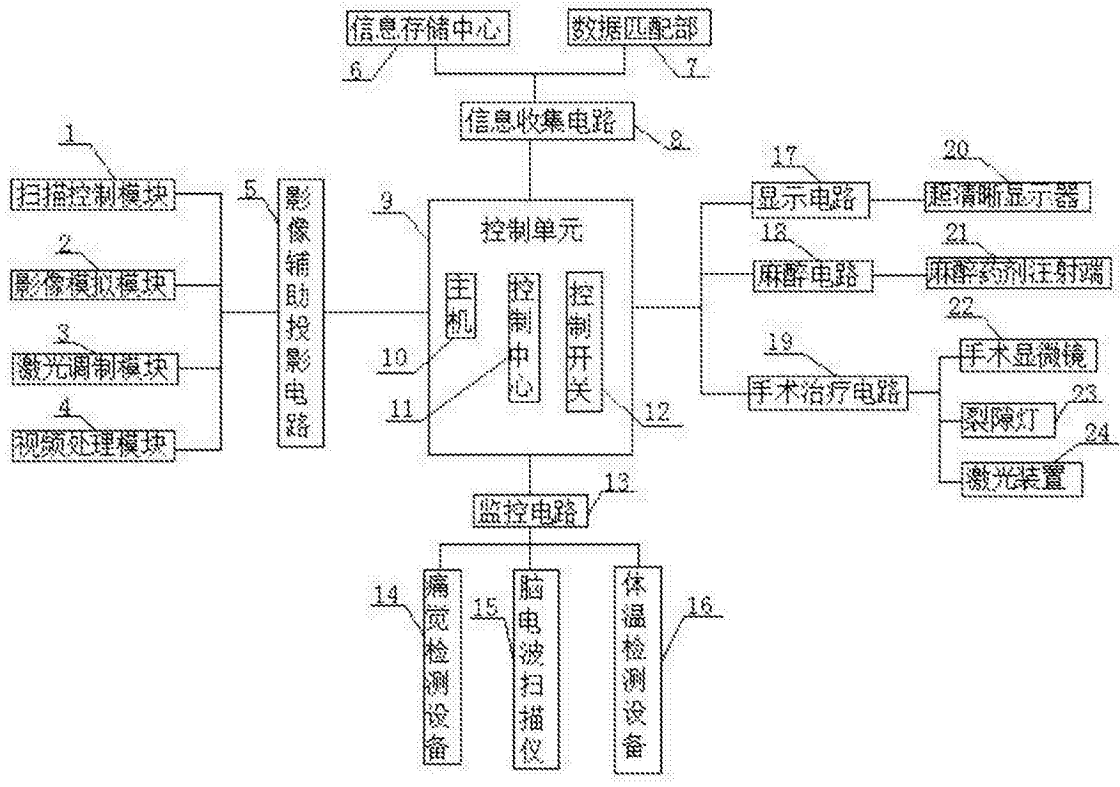 信息存储中心
数据匹配部
6
7
信息收集电路
8
1
扫描控制模块
2
影像模拟模块
3
激光调制模块
4
视频处理模块
5
影像辅助投影电路
9
控制单元
主机
10
控制中心
11
控制开关
12
监控电路
13
14
痛觉检测设备
15
脑电波扫描仪
体温检测设备
16
17
显示电路
20
超清晰显示器
18
麻醉电路
21
麻醉药剂注射端
19
手术治疗电路
22
手术显微镜
裂隙灯
23
激光装置
24